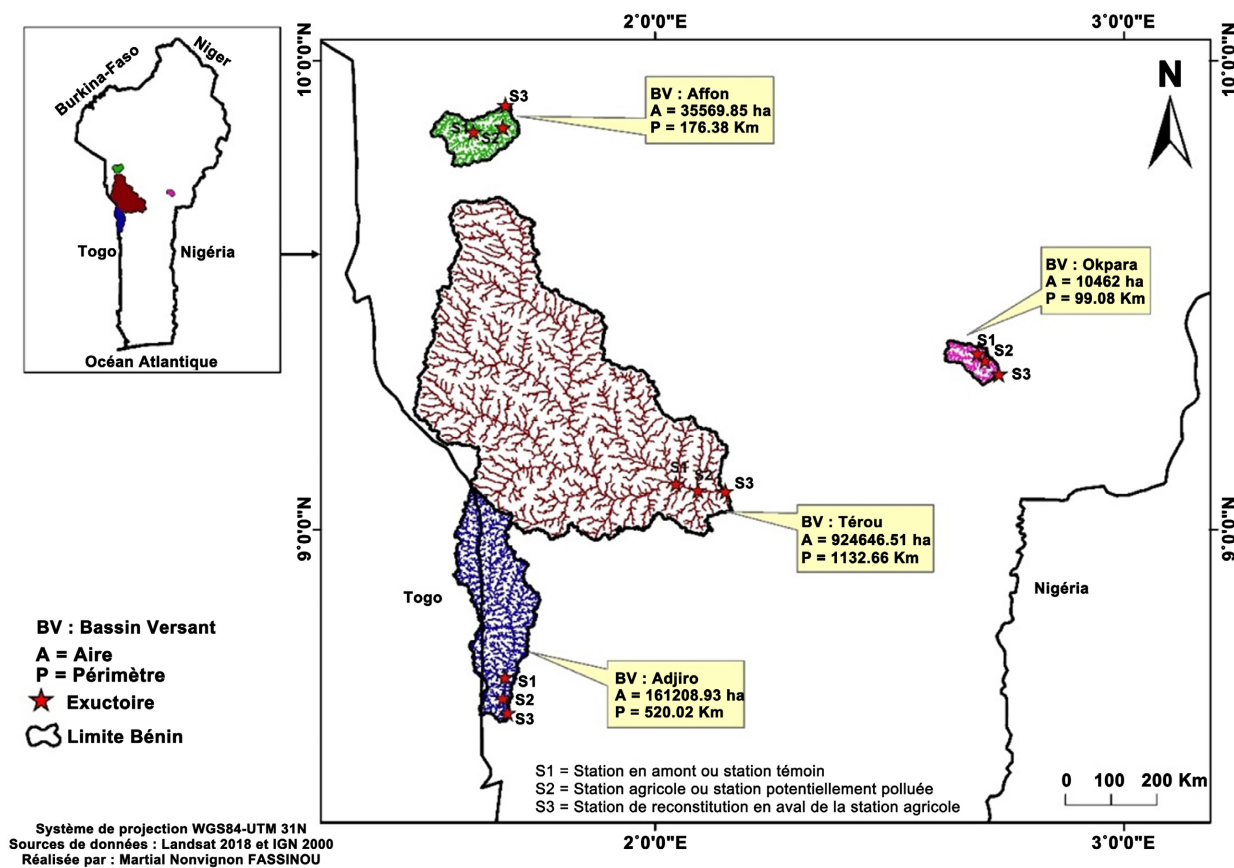 2°0'0"E
3°0'0"E
10°0'0"N
10°0'0"N
Burkina-Faso
Niger
Togo
Nigéria
Océan Atlantique
N
S3
S1
S2
BV : Affon
A = 35569.85 ha
P = 176.38 Km
BV : Okpara
A = 10462 ha
P = 99.08 Km
S1
S2
S3
S1
S2
S3
BV : Térou
A = 924646.51 ha
P = 1132.66 Km
9°0'0"N
9°0'0"N
Togo
Nigéria
BV : Adjiro
A = 161208.93 ha
P = 520.02 Km
S1
S2
S3
BV : Bassin Versant
A = Aire
P = Périmètre
Exuctoire
Limite Bénin
S1 = Station en amont ou station témoin
S2 = Station agricole ou station potentiellement polluée
S3 = Station de reconstitution en aval de la station agricole
0 100 200 Km
2°0'0"E
3°0'0"E
Système de projection WGS84-UTM 31N
Sources de données : Landsat 2018 et IGN 2000
Réalisée par : Martial Nonvignon FASSINOU